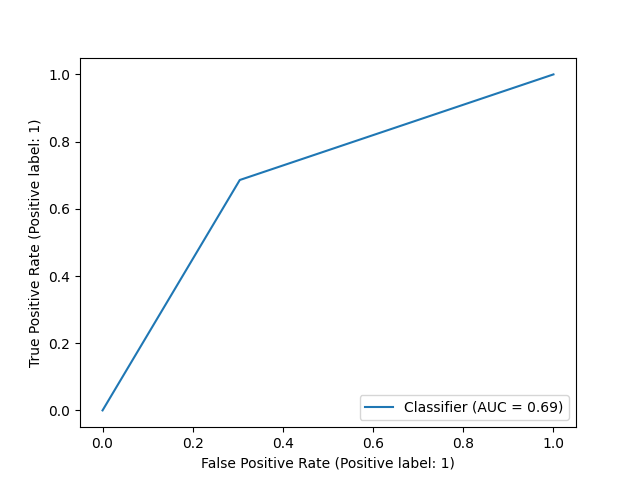 1.0
0.8
0.6
0.4
0.2
0.0
True Positive Rate (Positive label: 1)
Classifier (AUC = 0.69)
0.0 0.2 0.4 0.6 0.8 1.0
False Positive Rate (Positive label: 1)